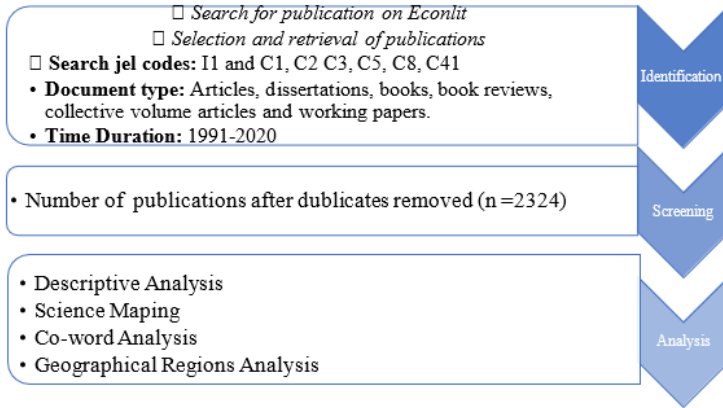 □ Search for publication on Econlit
□ Selection and retrieval of publications
□ Search jel codes: I1 and C1, C2 C3, C5, C8, C41
• Document type: Articles, dissertations, books, book reviews,
collective volume articles and working papers.
• Time Duration: 1991-2020
Identification
• Number of publications after dublicates removed (n =2324)
Screening
• Descriptive Analysis
• Science Maping
• Co-word Analysis
• Geographical Regions Analysis
Analysis